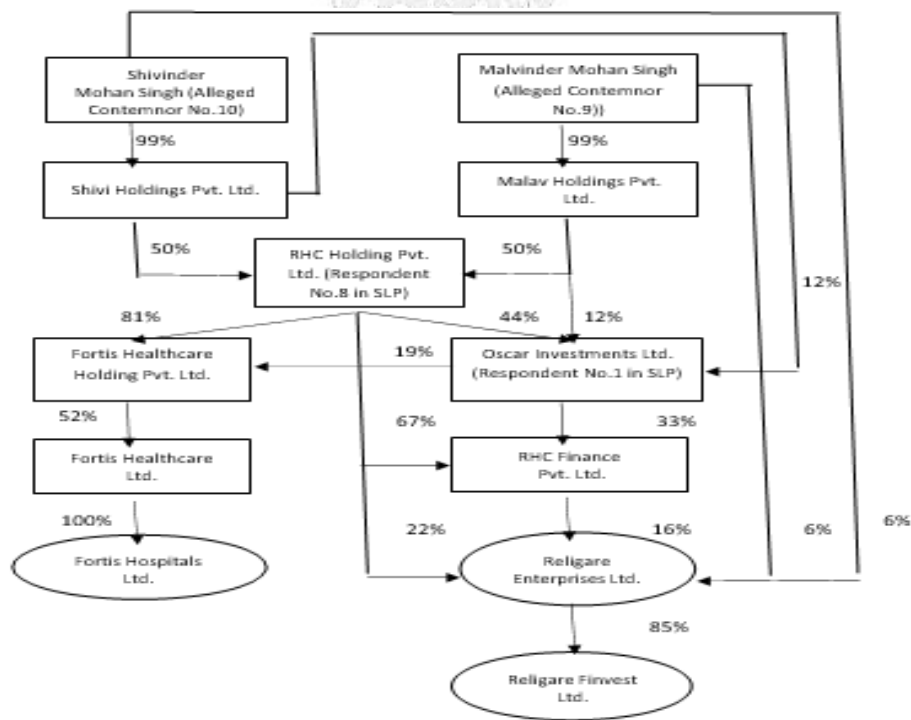 Shivinder
Mohan Singh (Alleged
Contemnor No.10)
Malvinder Mohan Singh
(Alleged Contemnor
No.9))
99%
99%
Shivi Holdings Pvt. Ltd.
Malav Holdings Pvt.
Ltd.
50%
50%
RHC Holding Pvt.
Ltd. (Respondent
No.8 in SLP)
12%
81%
44%
12%
Fortis Healthcare
Holding Pvt. Ltd.
19%
Oscar Investments Ltd.
(Respondent No.1 in SLP)
52%
67%
33%
Fortis Healthcare
Ltd.
RHC Finance
Pvt. Ltd.
100%
22%
16%
6%
6%
Fortis Hospitals
Ltd.
Religare
Enterprises Ltd.
85%
Religare Finvest
Ltd.